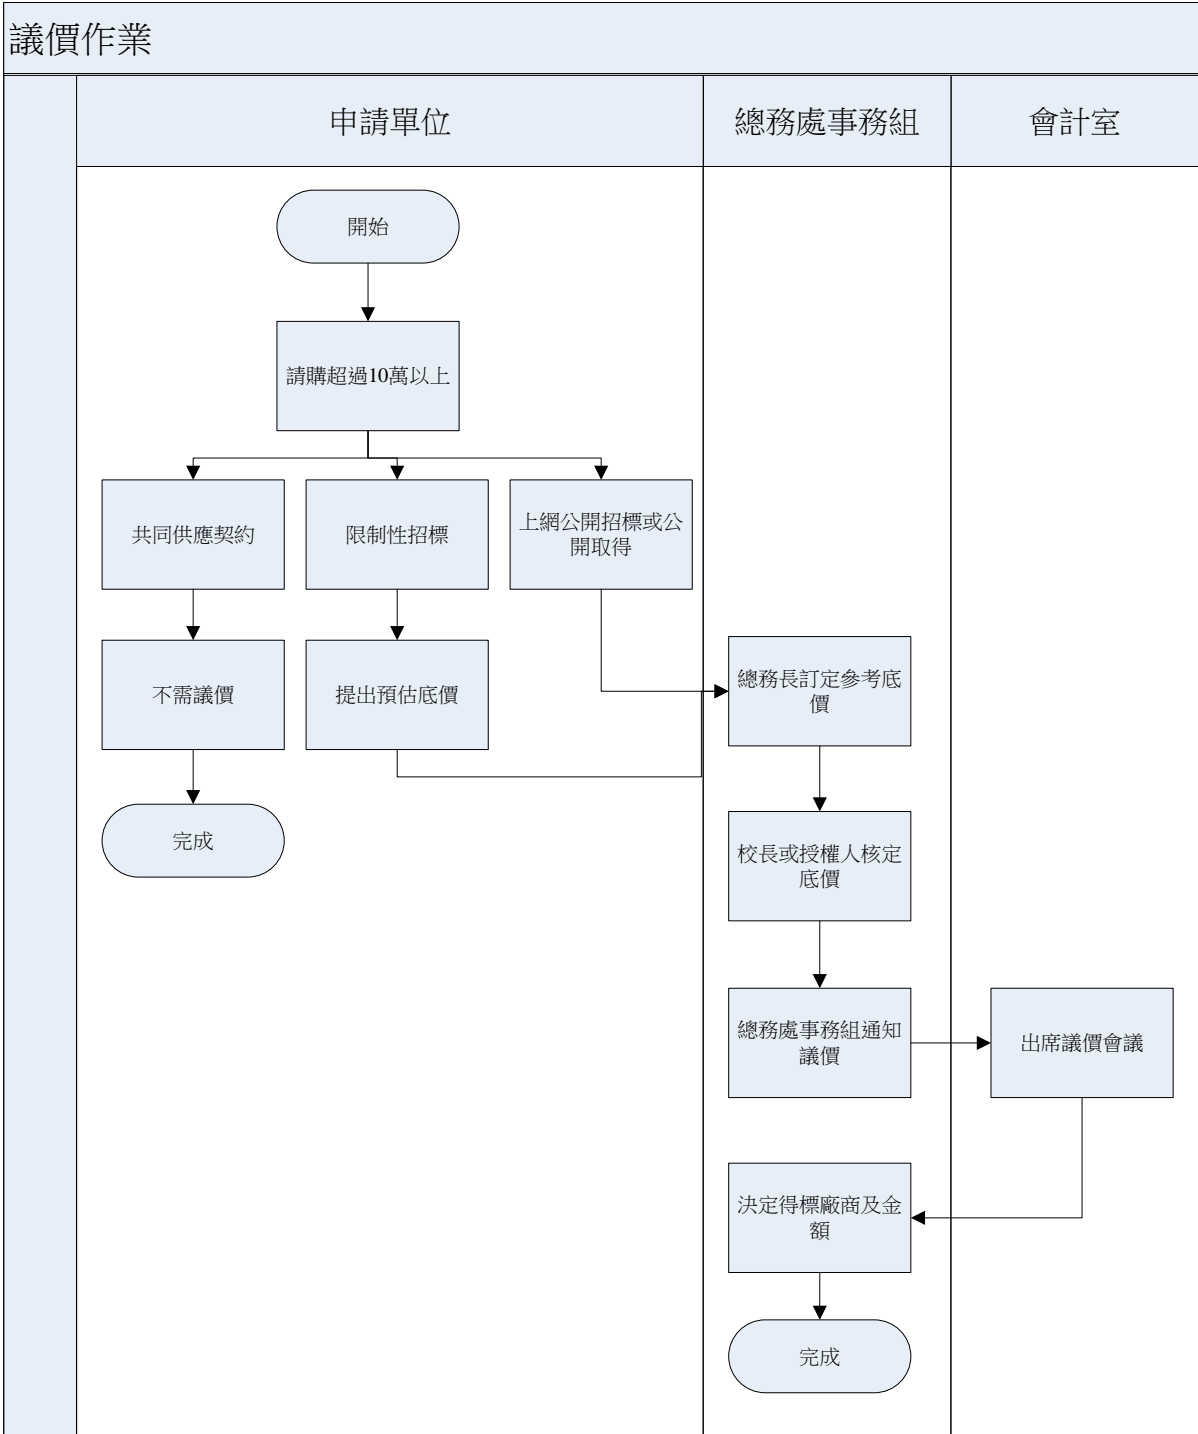 議價作業
申請單位
總務處事務組
會計室
開始
請購超過10萬以上
共同供應契約
限制性招標
上網公開招標或公
開取得
不需議價
提出預估底價
總務長訂定參考底
價
完成
校長或授權人核定
底價
總務處事務組通知
議價
出席議價會議
決定得標廠商及金
額
完成